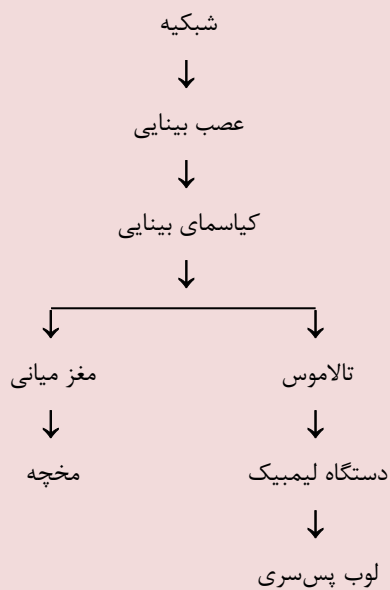 شبکیه
عصب بینایی
کیاسمای بینایی
تالاموس
مغز میانی
دستگاه لیمبیک
مخچه
لوب پس‌سری